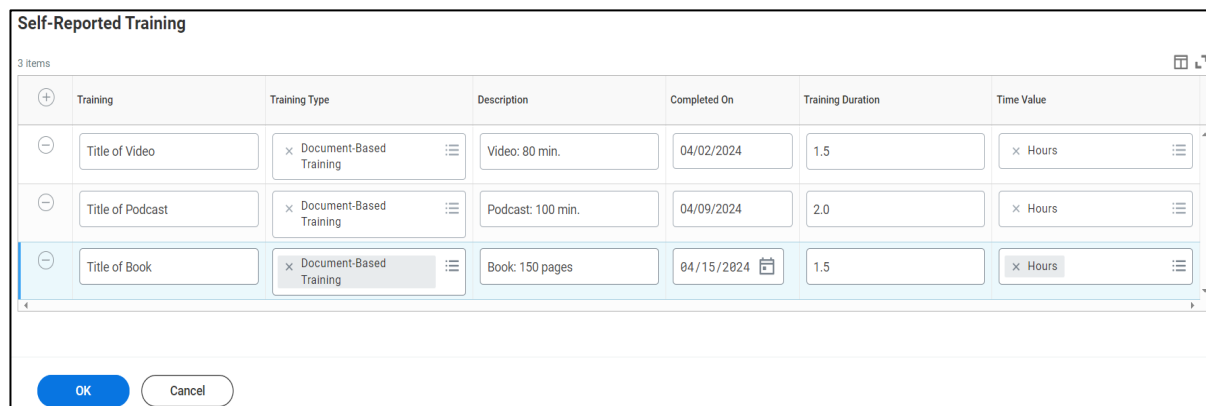 Self-Reported Training
3 items
Training Training Type Description Completed On Training Duration Time Value
Title of Video × Document-Based Training Video: 80 min. 04/02/2024 1.5 × Hours
Title of Podcast × Document-Based Training Podcast: 100 min. 04/09/2024 2.0 × Hours
Title of Book × Document-Based Training Book: 150 pages 04/15/2024 1.5 × Hours
OK Cancel